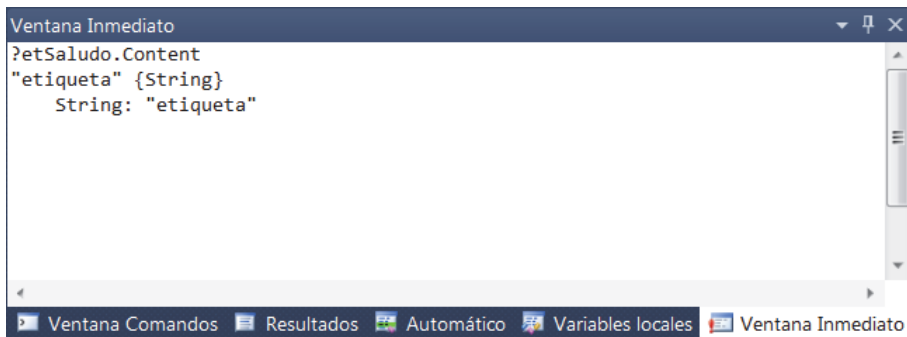 Ventana Inmediato
?etSaludo.Content
"etiqueta" {String}
    String: "etiqueta"
Ventana Comandos Resultados Automático Variables locales Ventana Inmediato